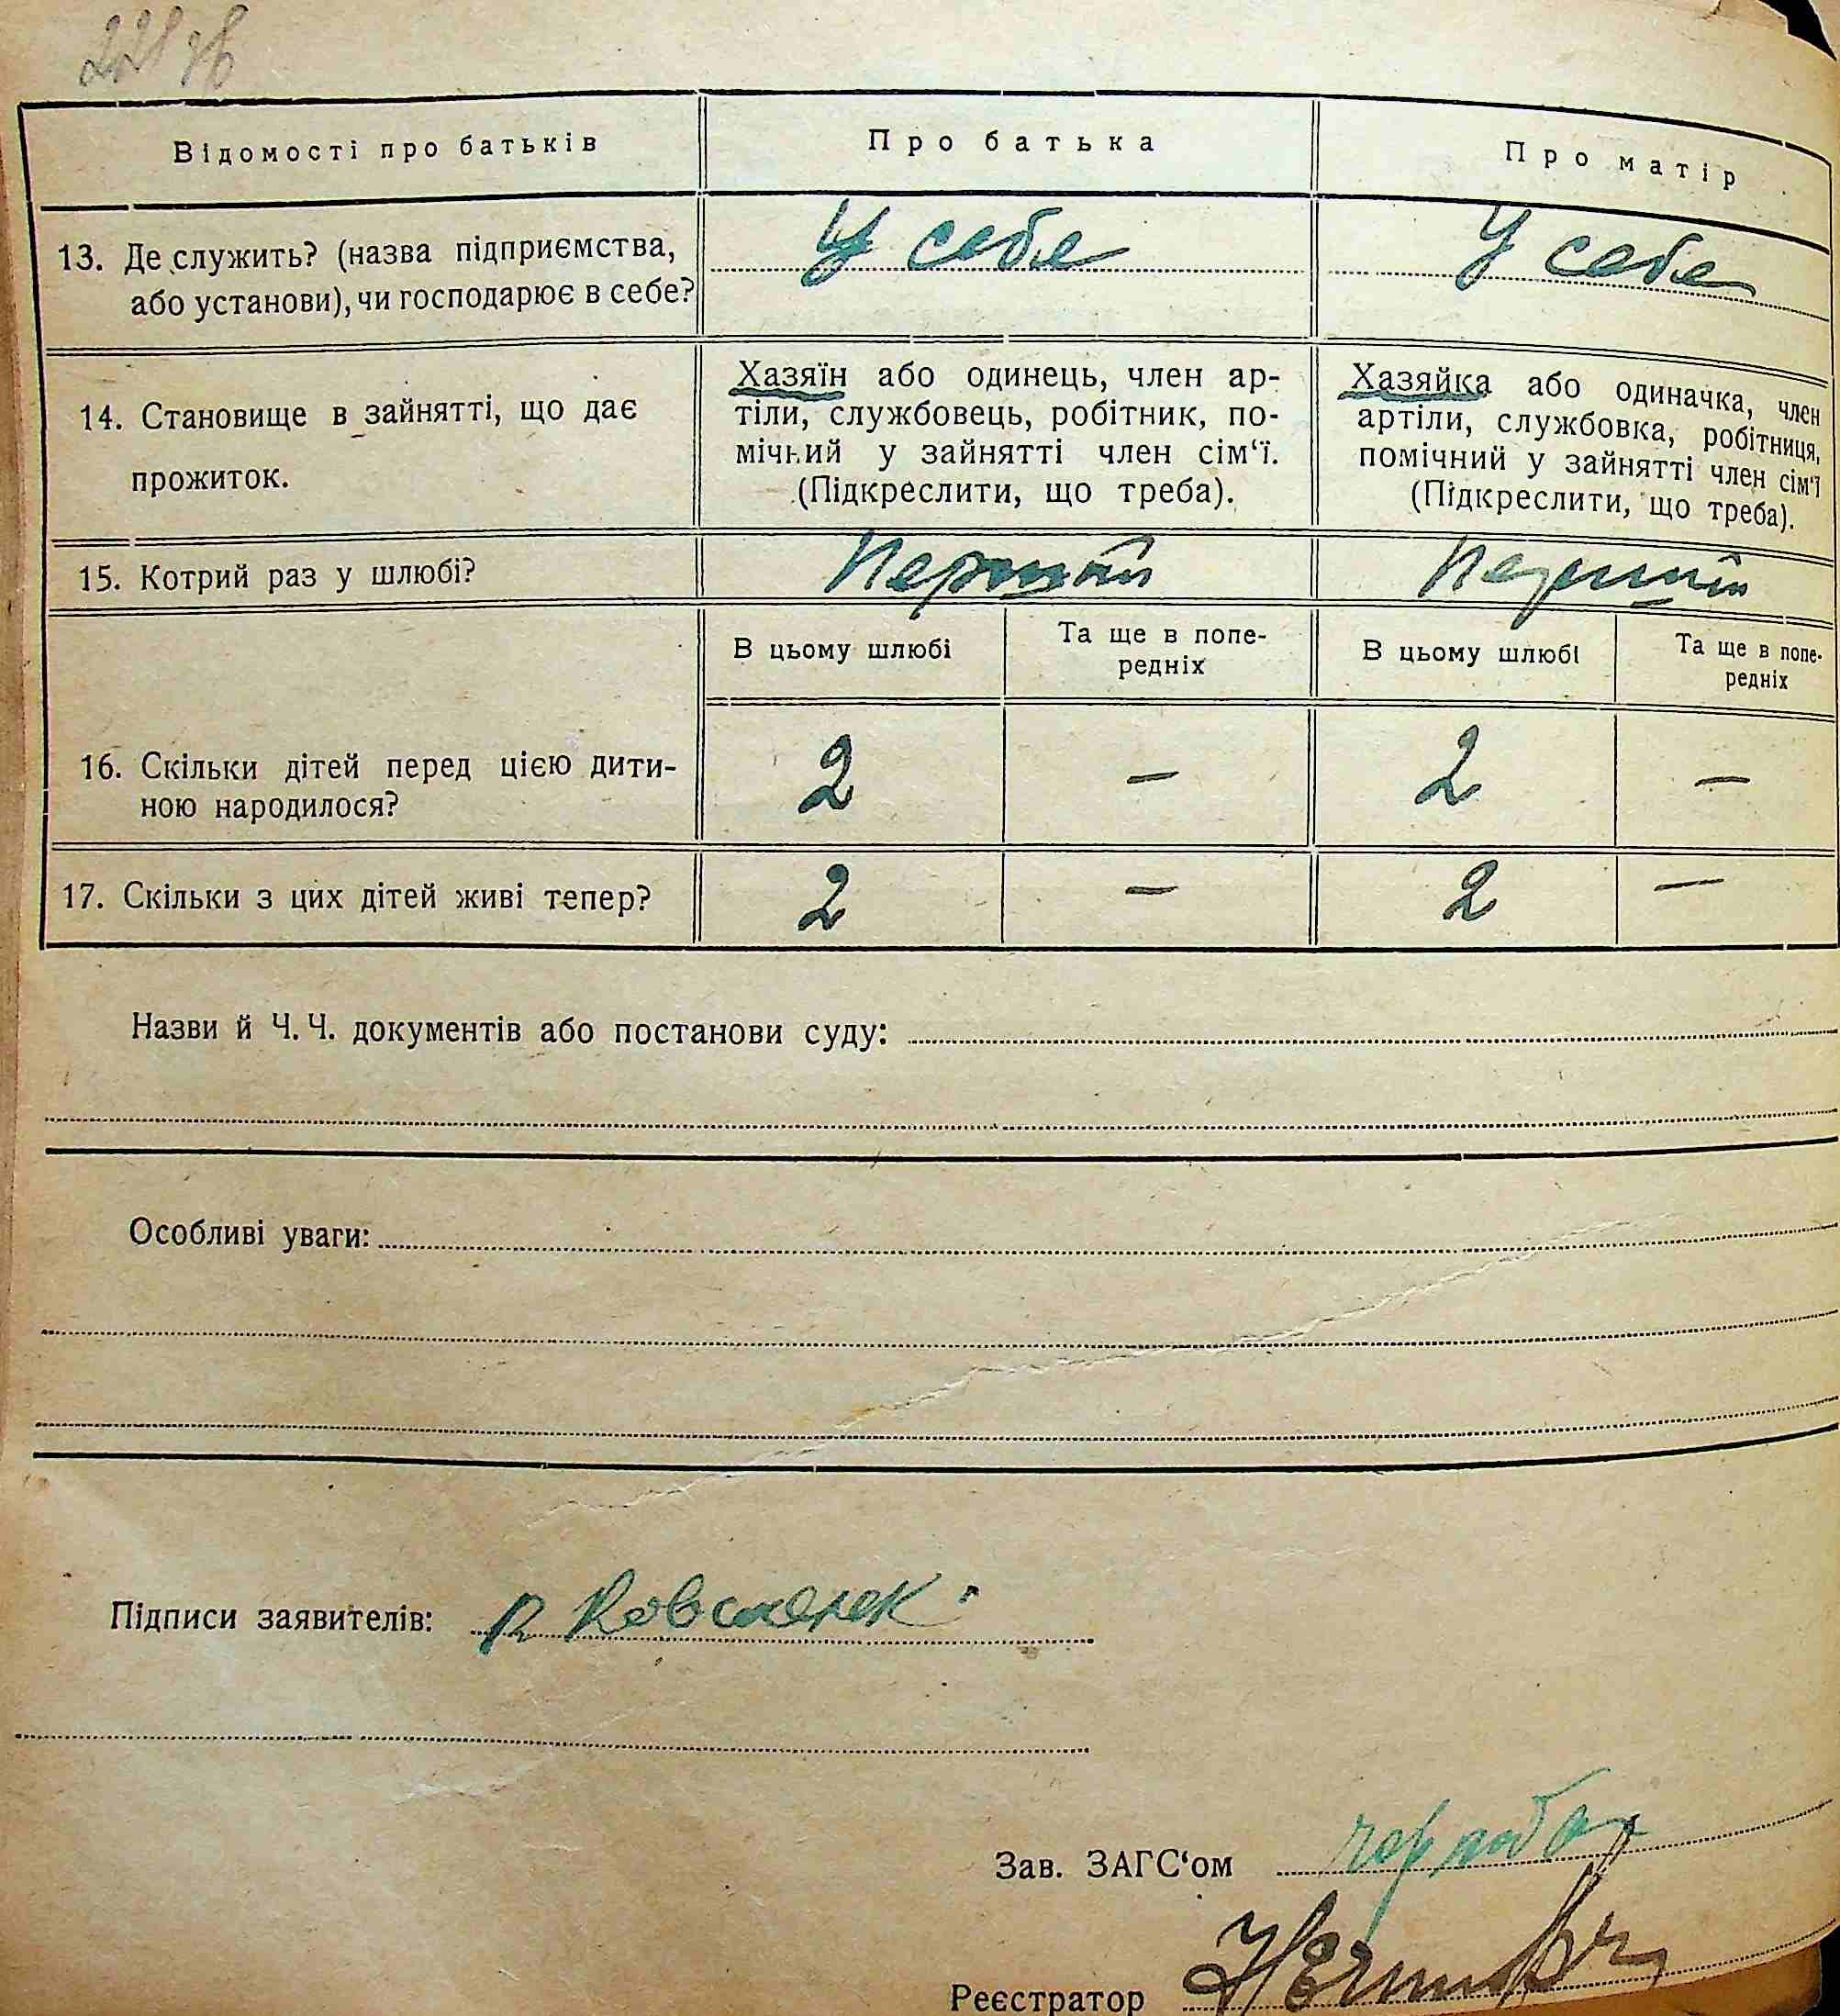 Відомості про батьків
Про батька
Про матір
13. Де служить? (назва підприємства,
або установи), чи господарює в себе?
У себе
У себе
14. Становище в зайнятті, що дає
прожиток.
Хазяїн або одинець, член ар-
тіли, службовець, робітник, по-
мічний у зайнятті член сім‘ї.
(Підкреслити, що треба).
Хазяйка або одиначка, член
артіли, службовка, робітниця,
помічний у зайнятті член сім‘ї
(Підкреслити, що треба).
15. Котрий раз у шлюбі?
Перший
Перший
В цьому шлюбі
Та ще в попе-
редніх
В цьому шлюбі
Та ще в попе-
редніх
16. Скільки дітей перед цією дити-
ною народилося?
2
—
2
—
17. Скільки з цих дітей живі тепер?
2
—
2
—
Назви й Ч. Ч. документів або постанови суду:
Особливі уваги:
Підписи заявителів:
Зав. ЗАГС‘ом
Реєстратор